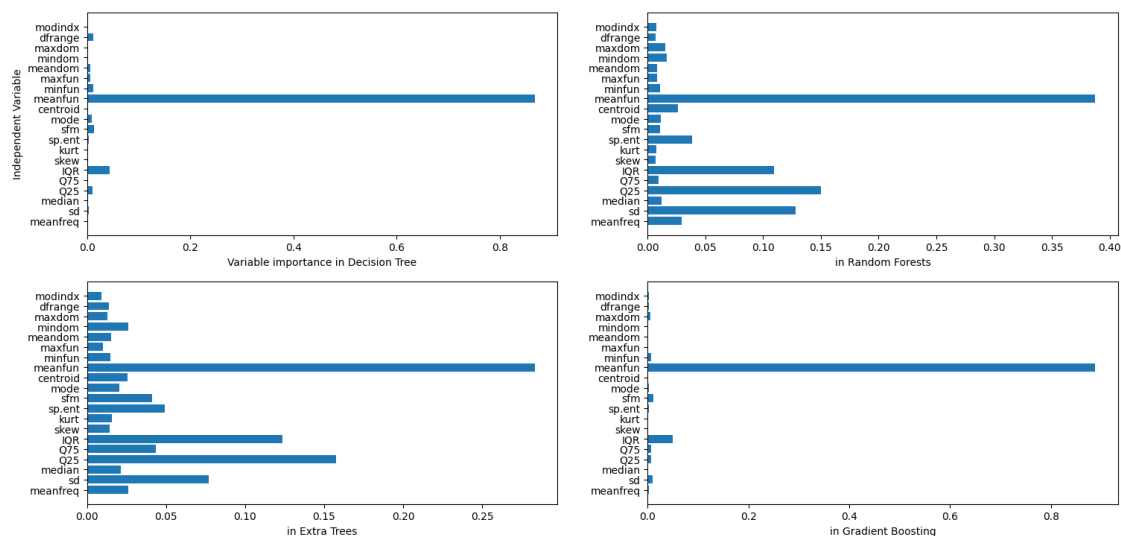 modindx
dfrange
maxdom
mindom
meandom
maxfun
minfun
meanfun
centroid
mode
sfm
sp.ent
kurt
skew
IQR
Q75
Q25
median
sd
meanfreq
Independent Variable
0.0 0.2 0.4 0.6 0.8
Variable importance in Decision Tree
modindx
dfrange
maxdom
mindom
meandom
maxfun
minfun
meanfun
centroid
mode
sfm
sp.ent
kurt
skew
IQR
Q75
Q25
median
sd
meanfreq
0.00 0.05 0.10 0.15 0.20 0.25 0.30 0.35 0.40
in Random Forests
modindx
dfrange
maxdom
mindom
meandom
maxfun
minfun
meanfun
centroid
mode
sfm
sp.ent
kurt
skew
IQR
Q75
Q25
median
sd
meanfreq
0.00 0.05 0.10 0.15 0.20 0.25
in Extra Trees
modindx
dfrange
maxdom
mindom
meandom
maxfun
minfun
meanfun
centroid
mode
sfm
sp.ent
kurt
skew
IQR
Q75
Q25
median
sd
meanfreq
0.0 0.2 0.4 0.6 0.8
in Gradient Boosting